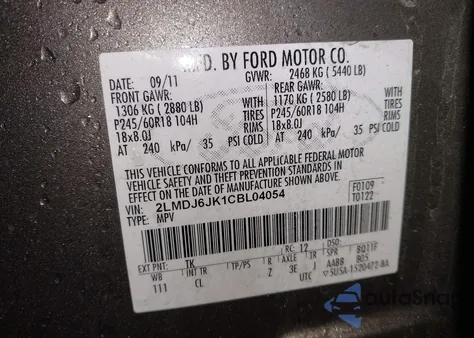 MFD. BY FORD MOTOR CO.
DATE: 09/11 GVWR: 2468 KG ( 5440 LB)
FRONT GAWR: REAR GAWR:
1306 KG ( 2880 LB) WITH 1170 KG ( 2580 LB) WITH
P245/60R18 104H TIRES P245/60R18 104H TIRES
18x8.0J RIMS 18x8.0J RIMS
AT 240 kPa/ 35 PSI COLD AT 240 kPa/ 35 PSI COLD
THIS VEHICLE CONFORMS TO ALL APPLICABLE FEDERAL MOTOR
VEHICLE SAFETY AND THEFT PREVENTION STANDARDS IN
EFFECT ON THE DATE OF MANUFACTURE SHOWN ABOVE.
VIN: 2LMDJ6JK1CBL04054 F0109
TYPE: MPV T0122
EXT PNT: TK RC: 12 DSO:
WB INT TR TP/PS R AXLE TR
111 CL Z 3E J AABB
UTC